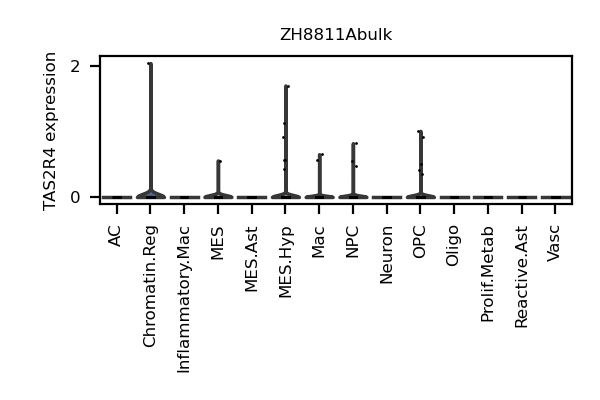 ZH8811Abulk
TAS2R4 expression
2
0
AC
Chromatin.Reg
Inflammatory.Mac
MES
MES.Ast
MES.Hyp
Mac
NPC
Neuron
OPC
Oligo
Prolif.Metab
Reactive.Ast
Vasc